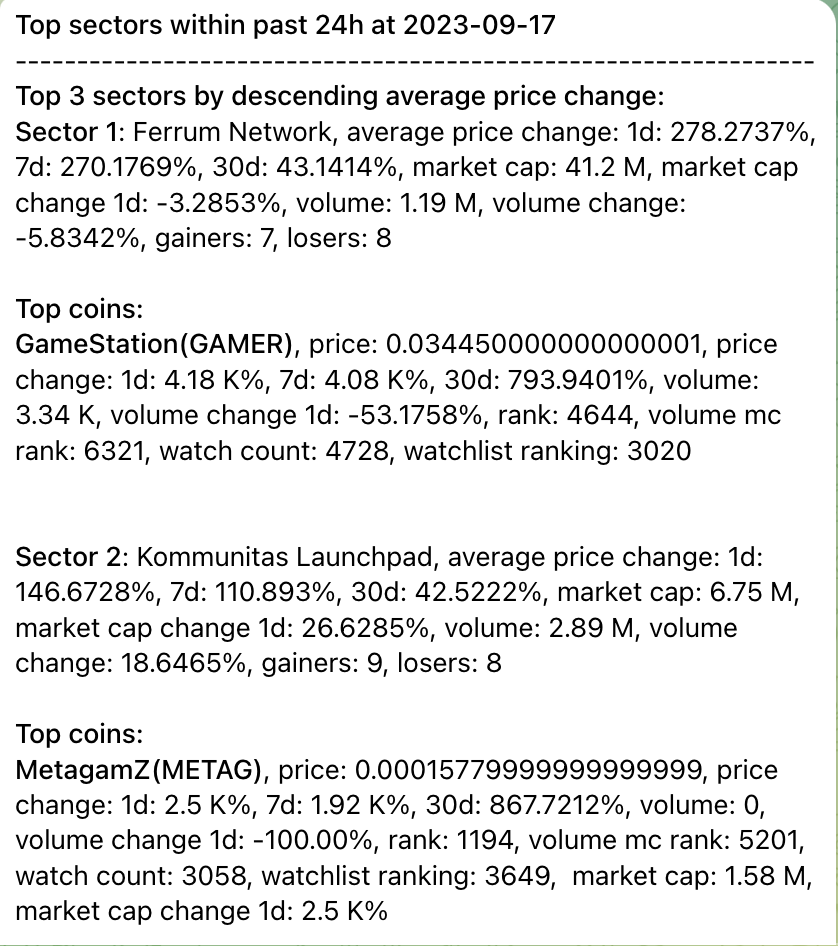 Top sectors within past 24h at 2023-09-17
-----------------------------------------------------------------
Top 3 sectors by descending average price change:
Sector 1: Ferrum Network, average price change: 1d: 278.2737%,
7d: 270.1769%, 30d: 43.1414%, market cap: 41.2 M, market cap
change 1d: -3.2853%, volume: 1.19 M, volume change:
-5.8342%, gainers: 7, losers: 8

Top coins:
GameStation(GAMER), price: 0.034450000000000001, price
change: 1d: 4.18 K%, 7d: 4.08 K%, 30d: 793.9401%, volume:
3.34 K, volume change 1d: -53.1758%, rank: 4644, volume mc
rank: 6321, watch count: 4728, watchlist ranking: 3020

Sector 2: Kommunitas Launchpad, average price change: 1d:
146.6728%, 7d: 110.893%, 30d: 42.5222%, market cap: 6.75 M,
market cap change 1d: 26.6285%, volume: 2.89 M, volume
change: 18.6465%, gainers: 9, losers: 8

Top coins:
MetagamZ(METAG), price: 0.00015779999999999999, price
change: 1d: 2.5 K%, 7d: 1.92 K%, 30d: 867.7212%, volume: 0,
volume change 1d: -100.00%, rank: 1194, volume mc rank: 5201,
watch count: 3058, watchlist ranking: 3649,  market cap: 1.58 M,
market cap change 1d: 2.5 K%